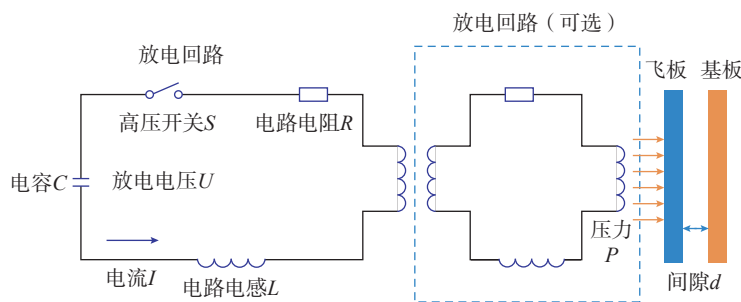 放电回路（可选）
放电回路
飞板
基板
高压开关S
电路电阻R
电容C
放电电压U
压力
P
电流I
电路电感L
间隙d